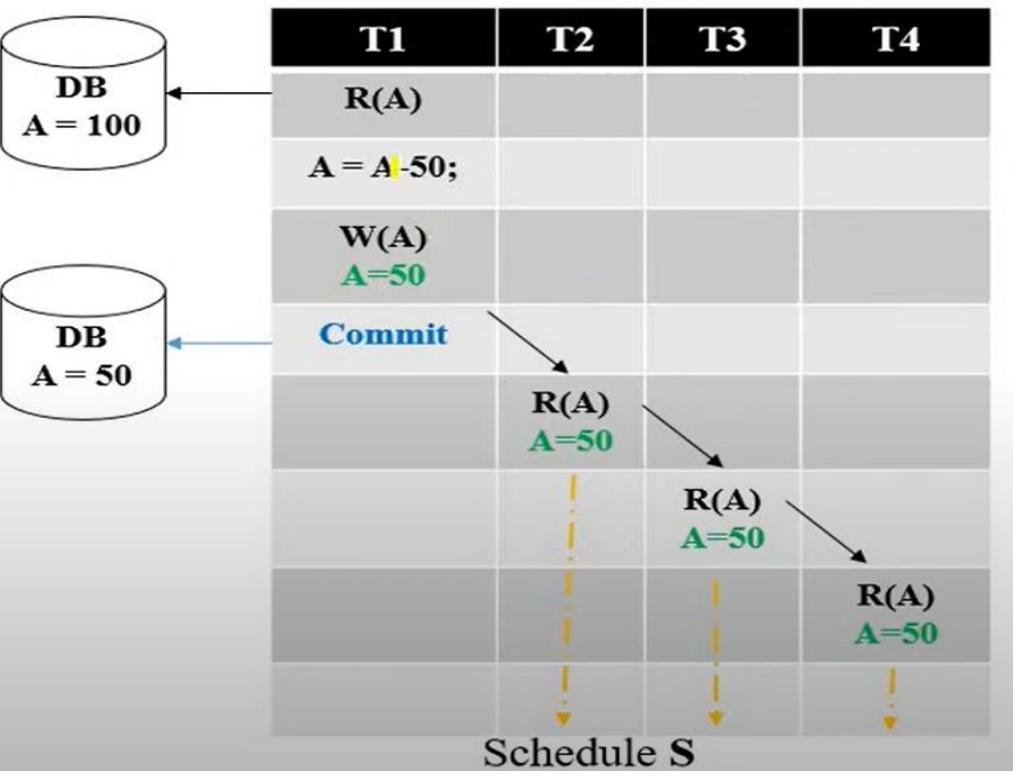 T1 T2 T3 T4
DB
A = 100
R(A)
A = A-50;
W(A)
A=50
DB
A = 50
Commit
R(A)
A=50
R(A)
A=50
R(A)
A=50
Schedule S